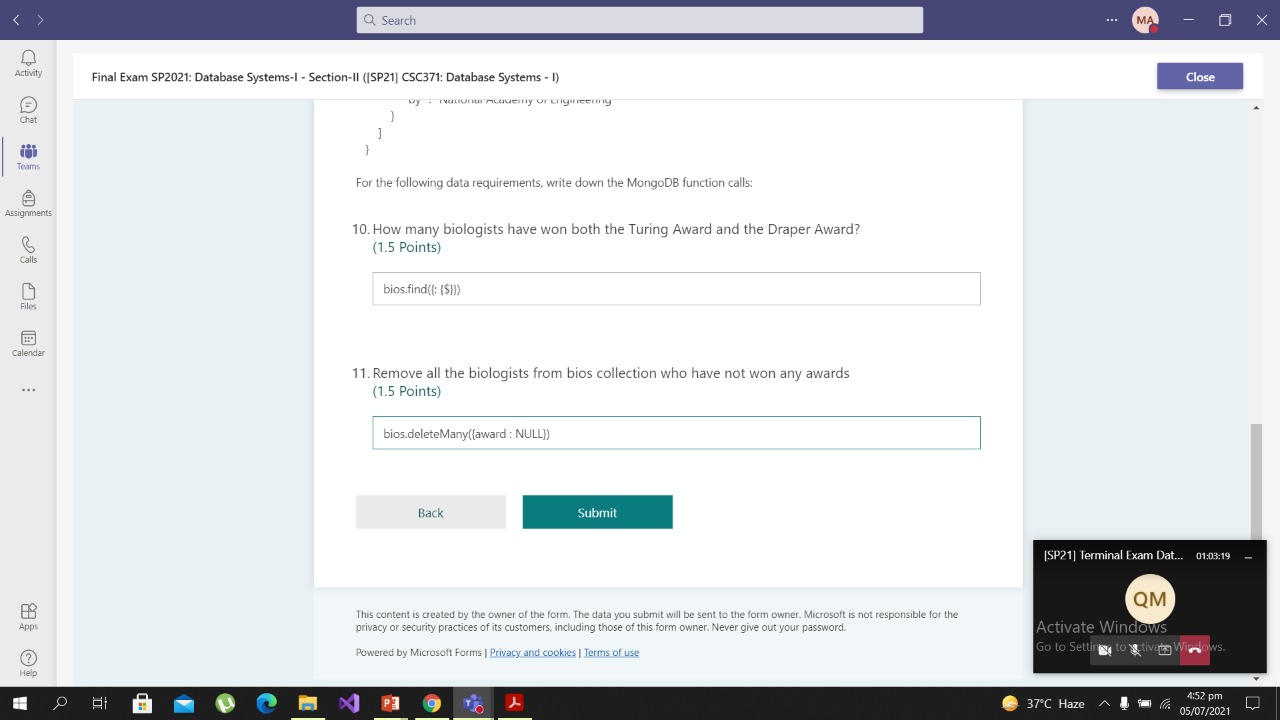 Search
MA
Activity
Chat
Teams
Assignments
Calls
Files
Calendar
Apps
Help
Final Exam SP2021: Database Systems-I - Section-II ([SP21] CSC371: Database Systems - I)
Close
"by" : "National Academy of Engineering"
}
]
}
For the following data requirements, write down the MongoDB function calls:
10. How many biologists have won both the Turing Award and the Draper Award?
(1.5 Points)
bios.find({: {$}})
11. Remove all the biologists from bios collection who have not won any awards
(1.5 Points)
bios.deleteMany({award : NULL})
Back
Submit
This content is created by the owner of the form. The data you submit will be sent to the form owner. Microsoft is not responsible for the
privacy or security practices of its customers, including those of this form owner. Never give out your password.
Powered by Microsoft Forms | Privacy and cookies | Terms of use
[SP21] Terminal Exam Dat... 01:03:19
QM
Activate Windows
Go to Settings to activate Windows.
37°C Haze
4:52 pm
05/07/2021